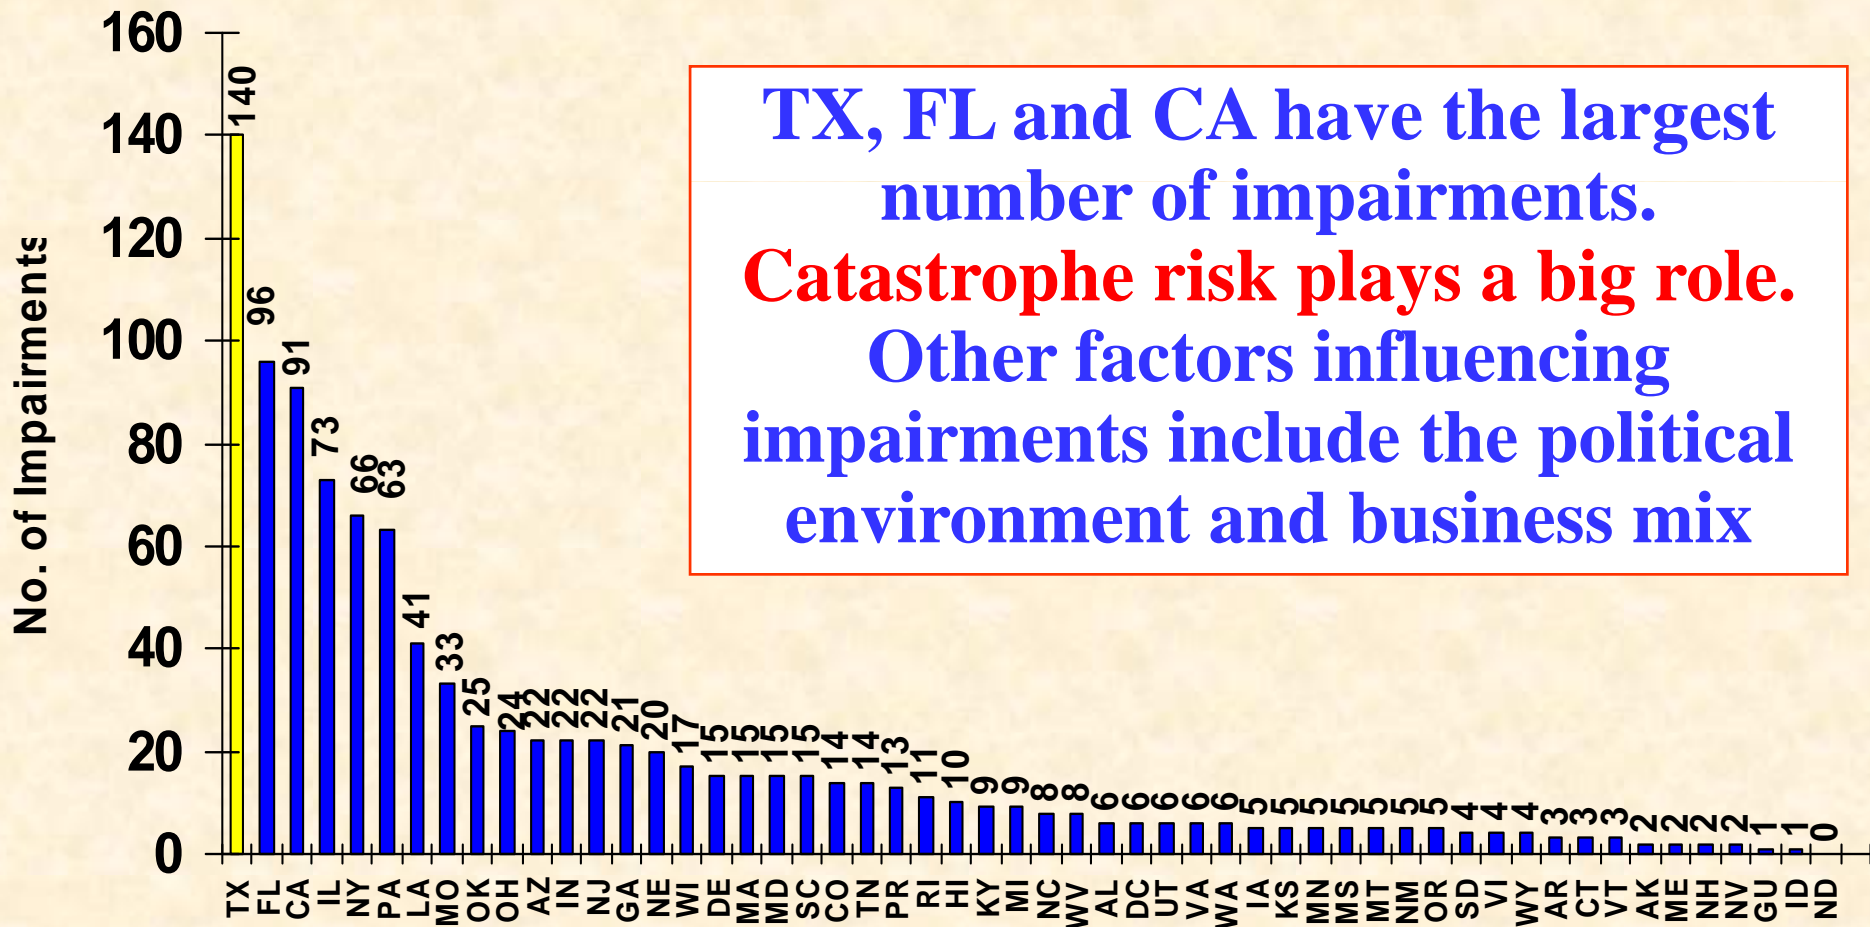 160
140
120
100
80
60
40
20
0
No. of Impairments
140
96
91
73
66
63
41
33
25
24
22
22
22
21
20
17
15
15
15
15
14
14
13
11
10
9
9
8
8
6
6
6
6
6
5
5
5
5
5
5
5
4
4
4
3
3
3
2
2
2
2
1
1
0
TX, FL and CA have the largest
number of impairments.
Catastrophe risk plays a big role.
Other factors influencing
impairments include the political
environment and business mix
TX
FL
CA
IL
NY
PA
LA
MO
OK
OH
AZ
IN
NJ
GA
NE
WI
DE
MA
MD
SC
CO
TN
PR
RI
HI
KY
MI
NC
WV
AL
DC
UT
VA
WA
IA
KS
MN
MS
MT
NM
OR
SD
VI
WY
AR
CT
VT
AK
ME
NH
NV
GU
ID
ND